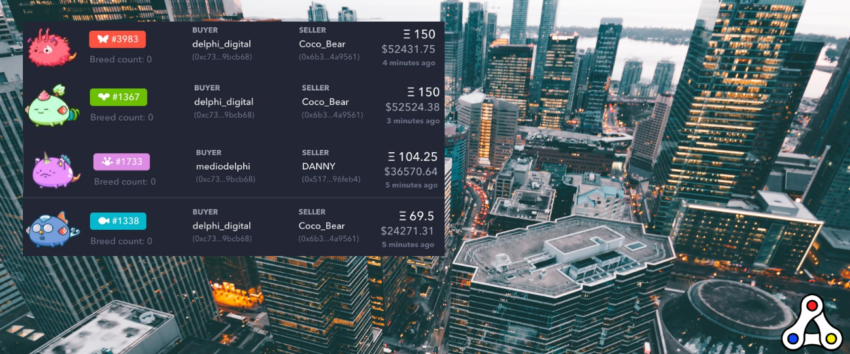 #3983
Breed count: 0
BUYER
delphi_digital
(0xc73...9bcb68)
SELLER
Coco_Bear
(0x6b3...4a9561)
Ξ 150
$52431.75
4 minutes ago
#1367
Breed count: 0
BUYER
delphi_digital
(0xc73...9bcb68)
SELLER
Coco_Bear
(0x6b3...4a9561)
Ξ 150
$52524.38
3 minutes ago
#1733
Breed count: 0
BUYER
mediodelphi
(0xc73...9bcb68)
SELLER
DANNY
(0x517...96feb4)
Ξ 104.25
$36570.64
5 minutes ago
#1338
Breed count: 0
BUYER
delphi_digital
(0xc73...9bcb68)
SELLER
Coco_Bear
(0x6b3...4a9561)
Ξ 69.5
$24271.31
5 minutes ago